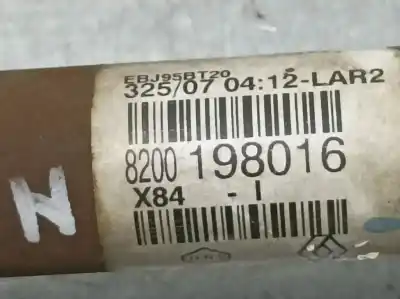 EBJ95BT20
325/07 04:12-LAR2
8200 198016
X84 - I
N